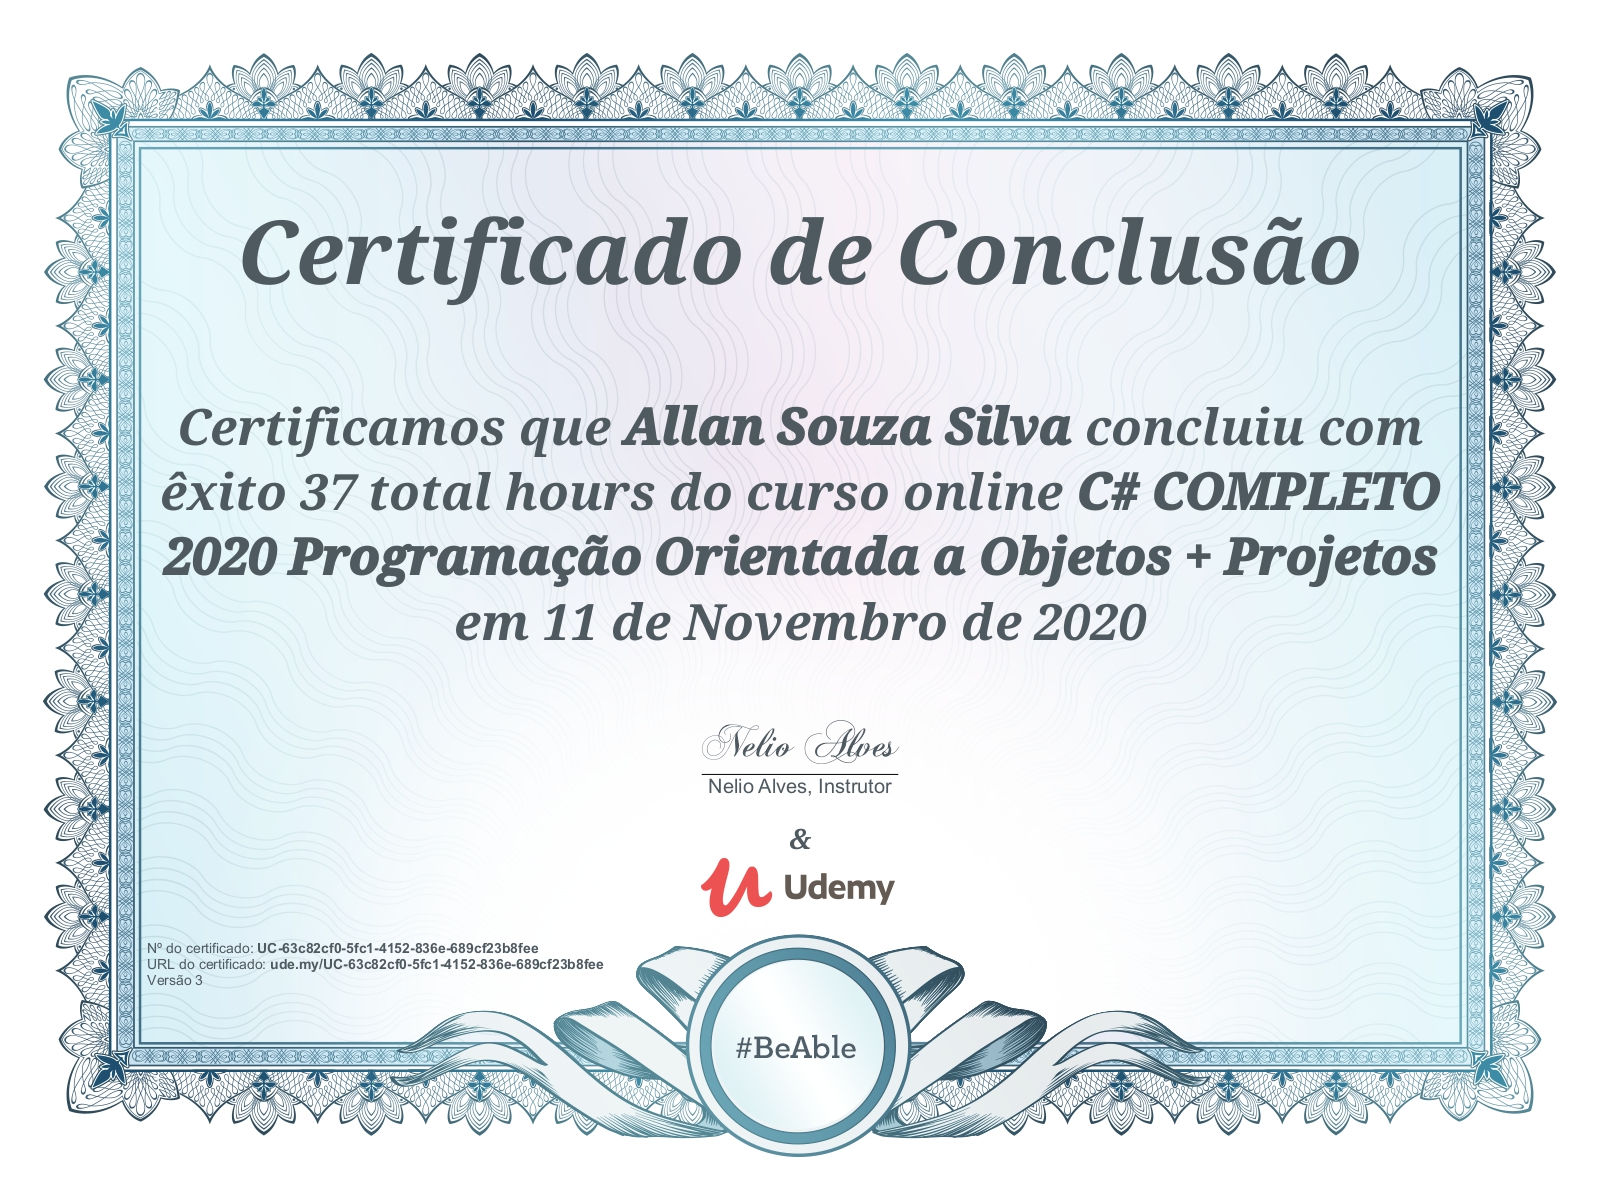 Certificado de Conclusão
Certificamos que Allan Souza Silva concluiu com
êxito 37 total hours do curso online C# COMPLETO
2020 Programação Orientada a Objetos + Projetos
em 11 de Novembro de 2020
Nelio Alves
Nelio Alves, Instrutor
&
Udemy
Nº do certificado: UC-63c82cf0-5fc1-4152-836e-689cf23b8fee
URL do certificado: ude.my/UC-63c82cf0-5fc1-4152-836e-689cf23b8fee
Versão 3
#BeAble